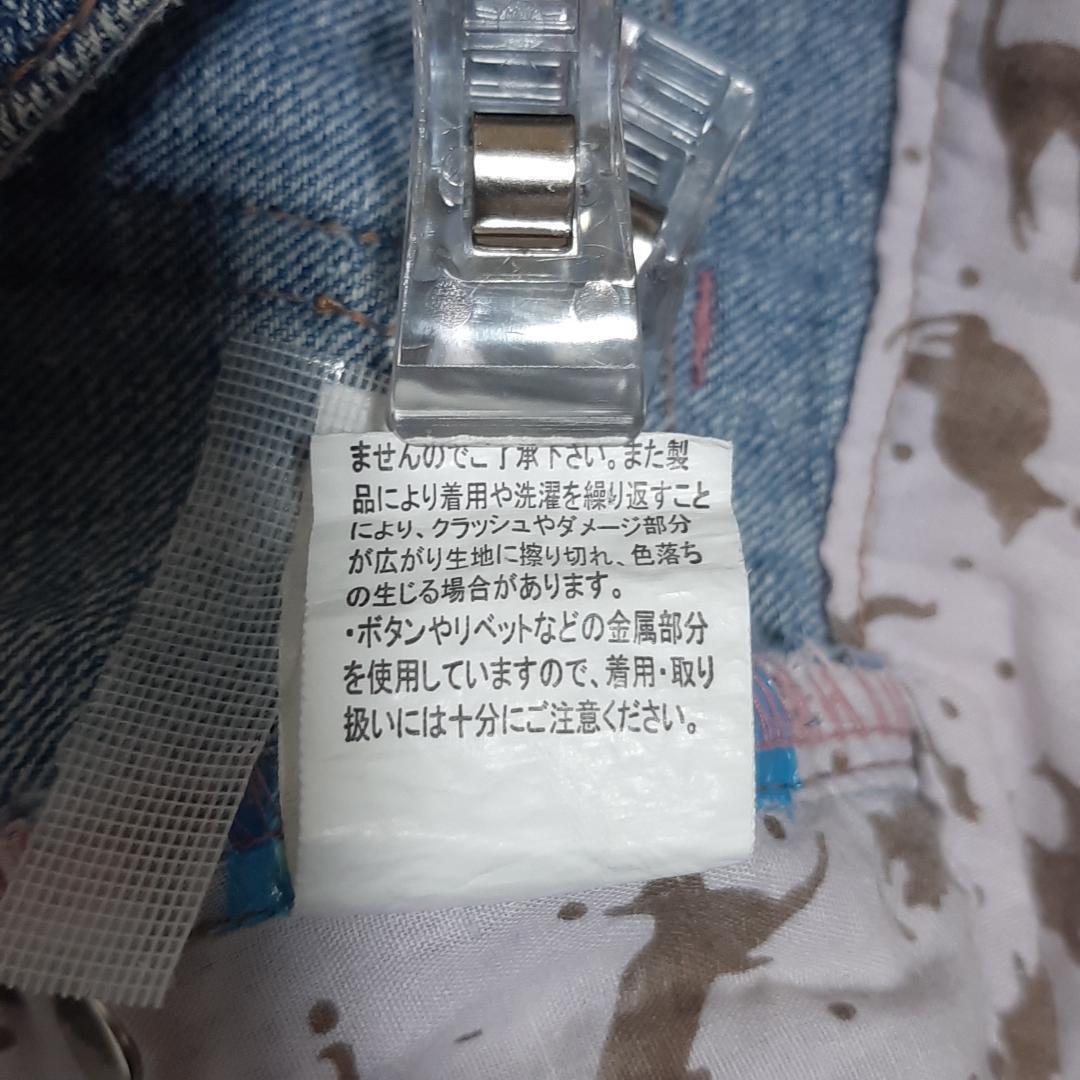 ませんのでご了承下さい。また製
品により着用や洗濯を繰り返すこと
により、クラッシュやダメージ部分
が広がり生地に擦り切れ、色落ち
の生じる場合があります。
・ボタンやリベットなどの金属部分
を使用していますので、着用・取り
扱いには十分にご注意ください。